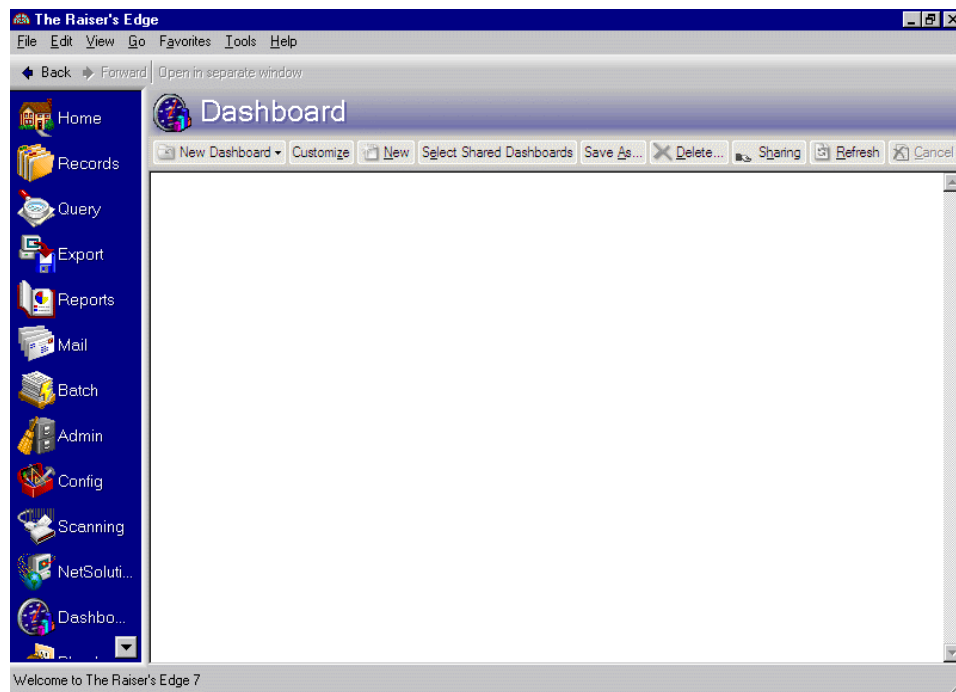 The Raiser's Edge
File Edit View Go Favorites Tools Help
Back Forward Open in separate window
Dashboard
New Dashboard Customize New Select Shared Dashboards Save As... Delete... Sharing Refresh Cancel
Home
Records
Query
Export
Reports
Mail
Batch
Admin
Config
Scanning
NetSoluti...
Dashbo...
Welcome to The Raiser's Edge 7